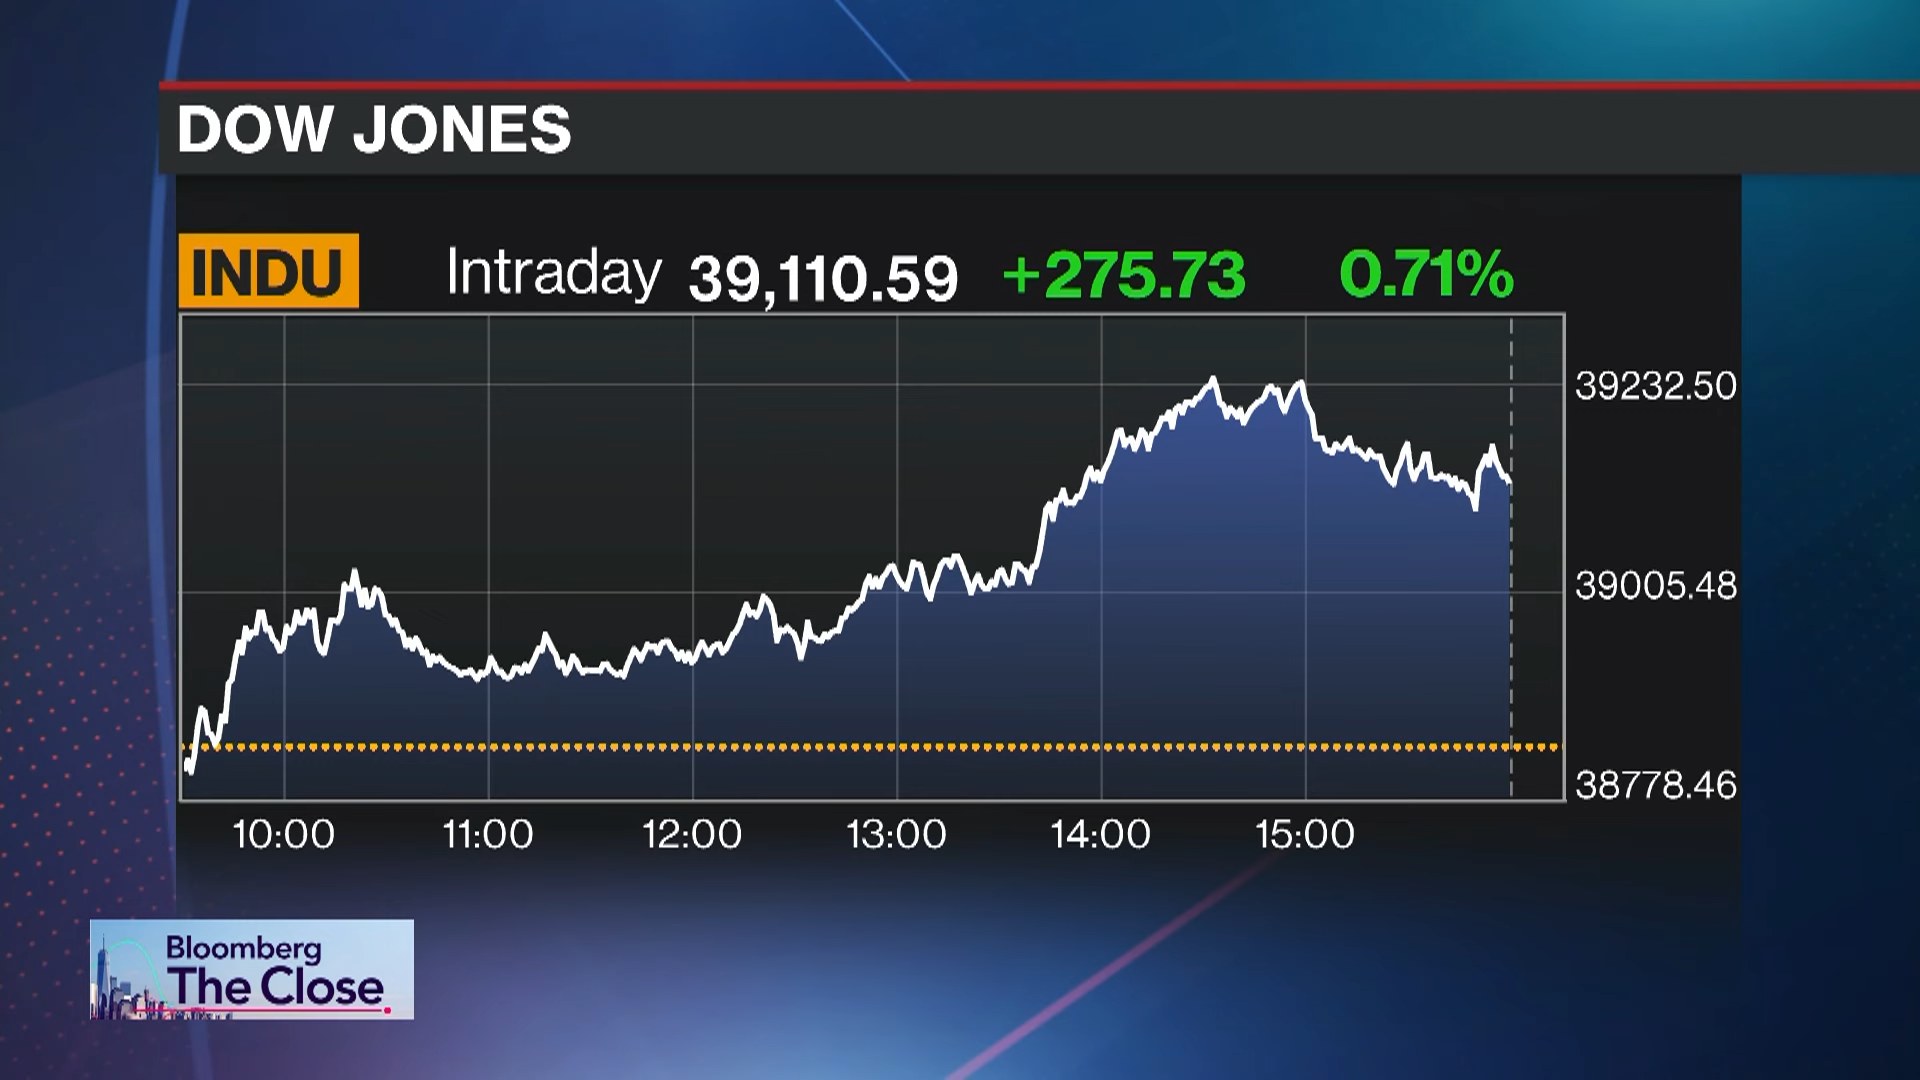 DOW JONES
INDU Intraday 39,110.59 +275.73 0.71%
39232.50
39005.48
38778.46
10:00 11:00 12:00 13:00 14:00 15:00
Bloomberg
The Close